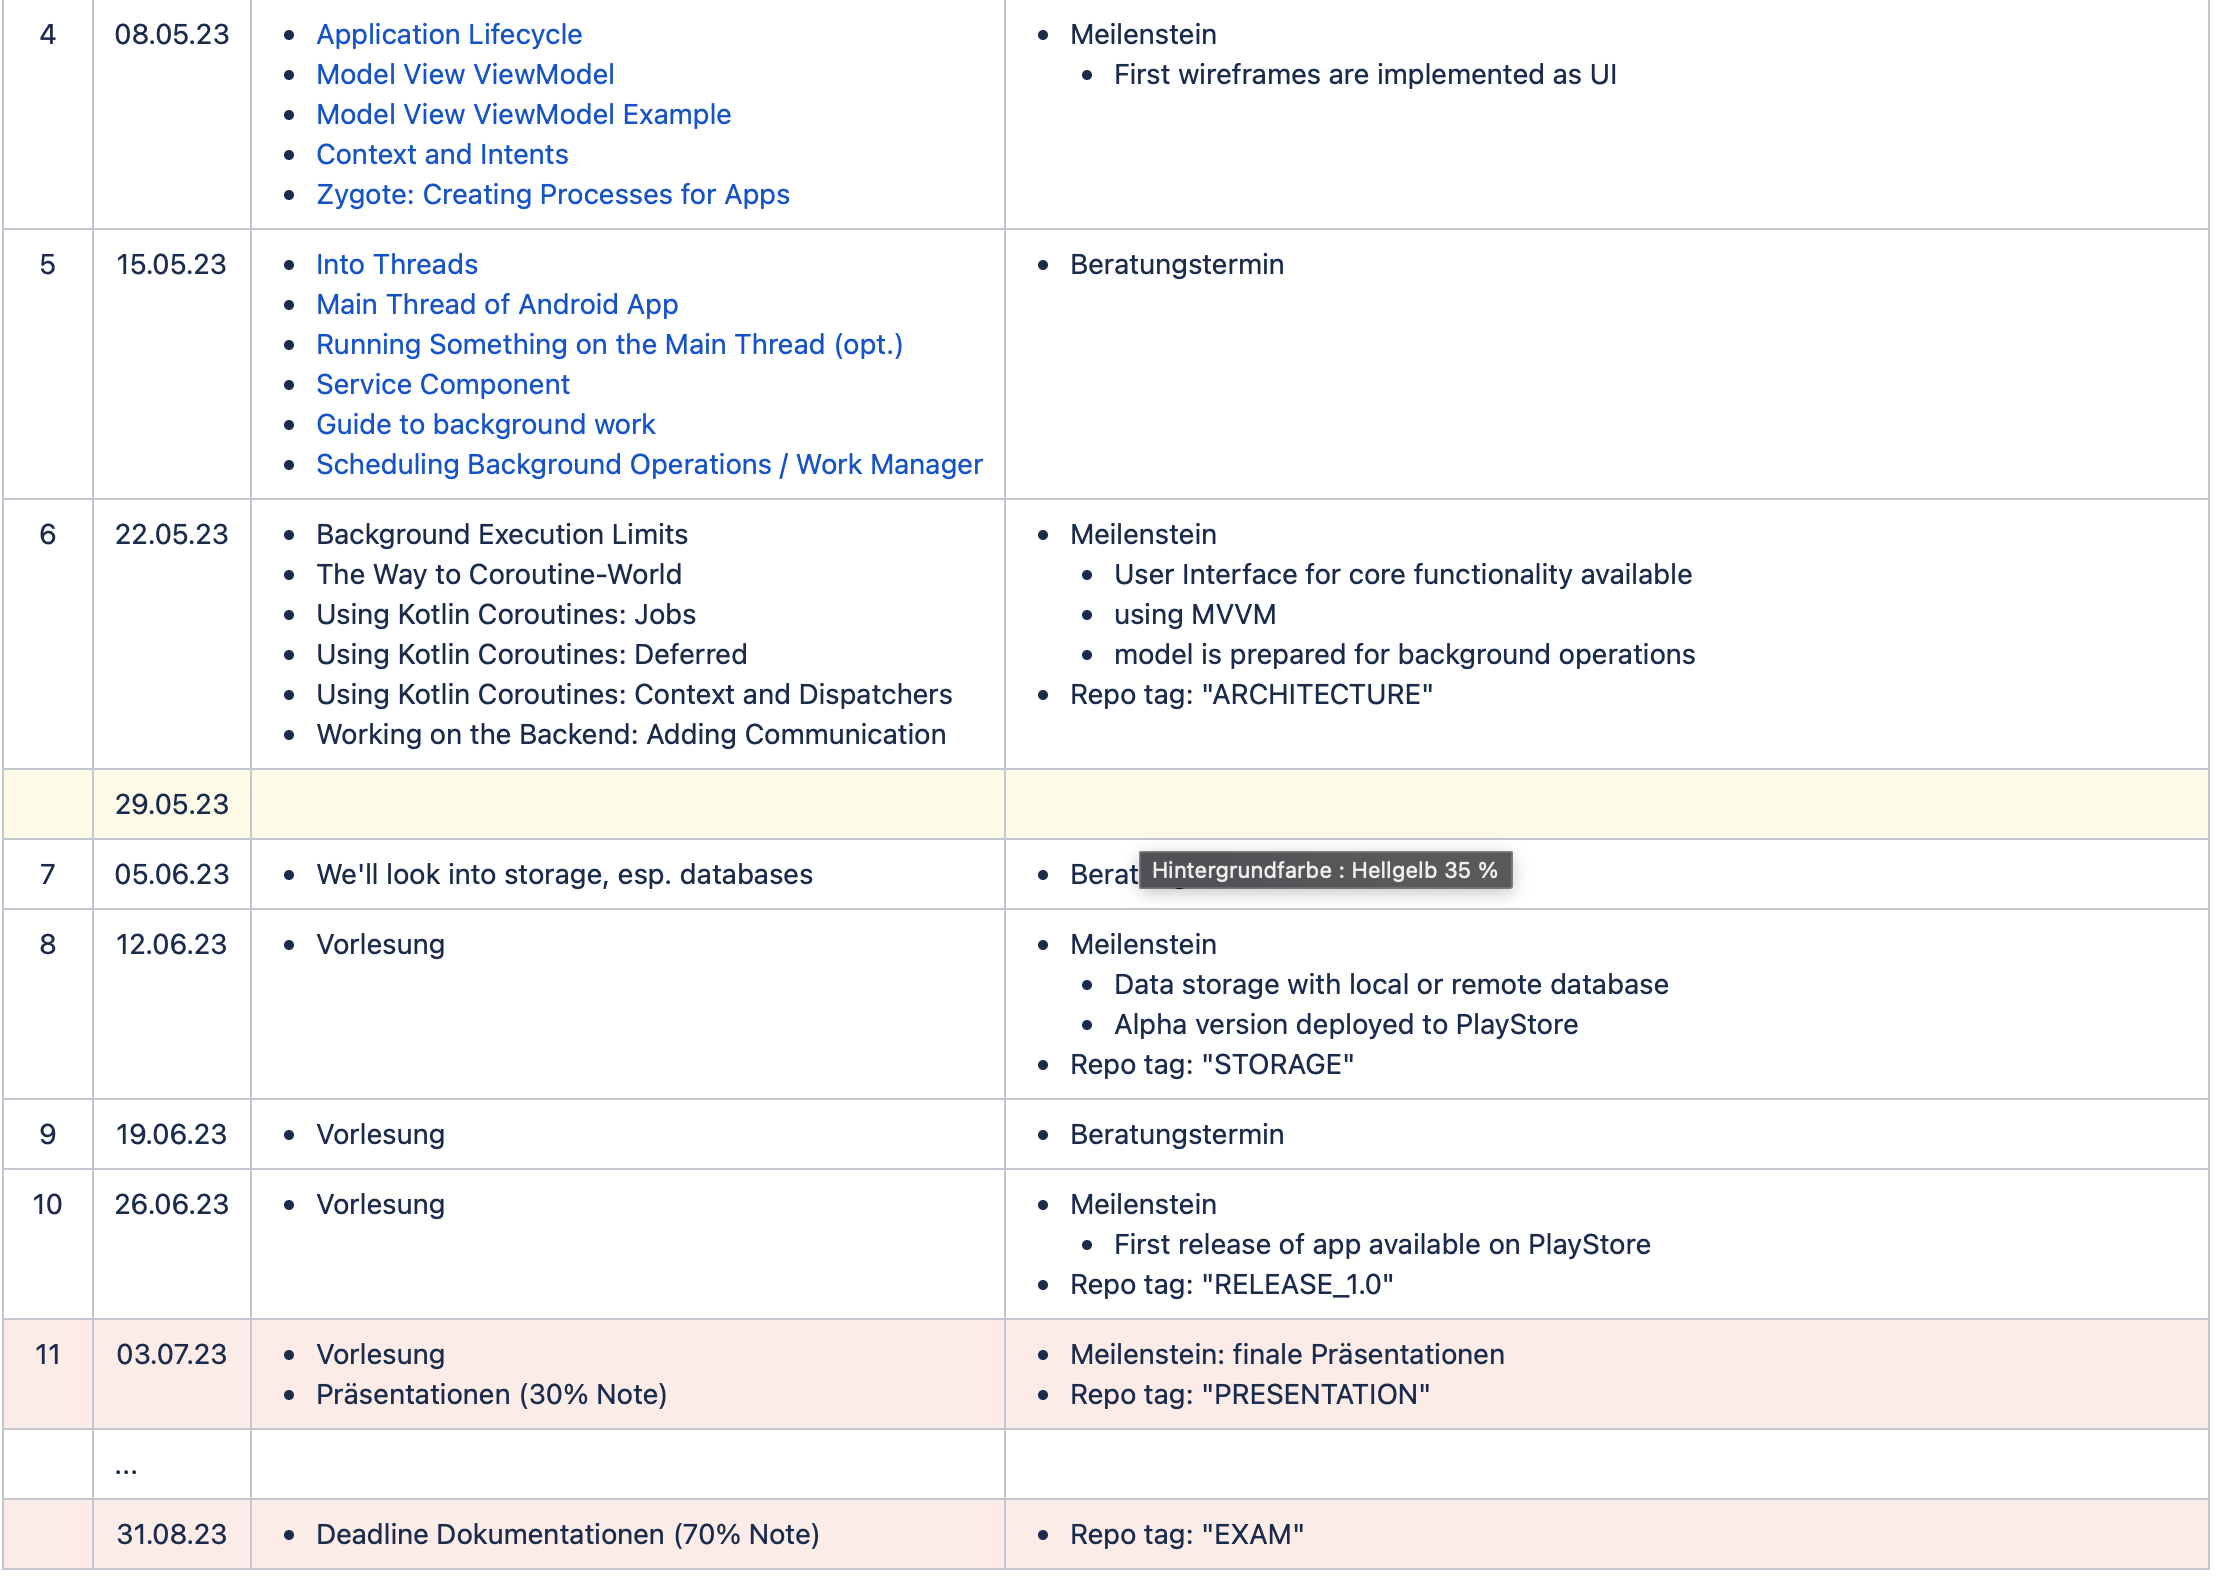 4
08.05.23
Application Lifecycle
Model View ViewModel
Model View ViewModel Example
Context and Intents
Zygote: Creating Processes for Apps
Meilenstein
First wireframes are implemented as UI
5
15.05.23
Into Threads
Main Thread of Android App
Running Something on the Main Thread (opt.)
Service Component
Guide to background work
Scheduling Background Operations / Work Manager
Beratungstermin
6
22.05.23
Background Execution Limits
The Way to Coroutine-World
Using Kotlin Coroutines: Jobs
Using Kotlin Coroutines: Deferred
Using Kotlin Coroutines: Context and Dispatchers
Working on the Backend: Adding Communication
Meilenstein
User Interface for core functionality available
using MVVM
model is prepared for background operations
Repo tag: "ARCHITECTURE"
29.05.23
7
05.06.23
We'll look into storage, esp. databases
Hintergrundfarbe : Hellgelb 35 %
8
12.06.23
Vorlesung
Meilenstein
Data storage with local or remote database
Alpha version deployed to PlayStore
Repo tag: "STORAGE"
9
19.06.23
Vorlesung
Beratungstermin
10
26.06.23
Vorlesung
Meilenstein
First release of app available on PlayStore
Repo tag: "RELEASE_1.0"
11
03.07.23
Vorlesung
Präsentationen (30% Note)
Meilenstein: finale Präsentationen
Repo tag: "PRESENTATION"
...
31.08.23
Deadline Dokumentationen (70% Note)
Repo tag: "EXAM"